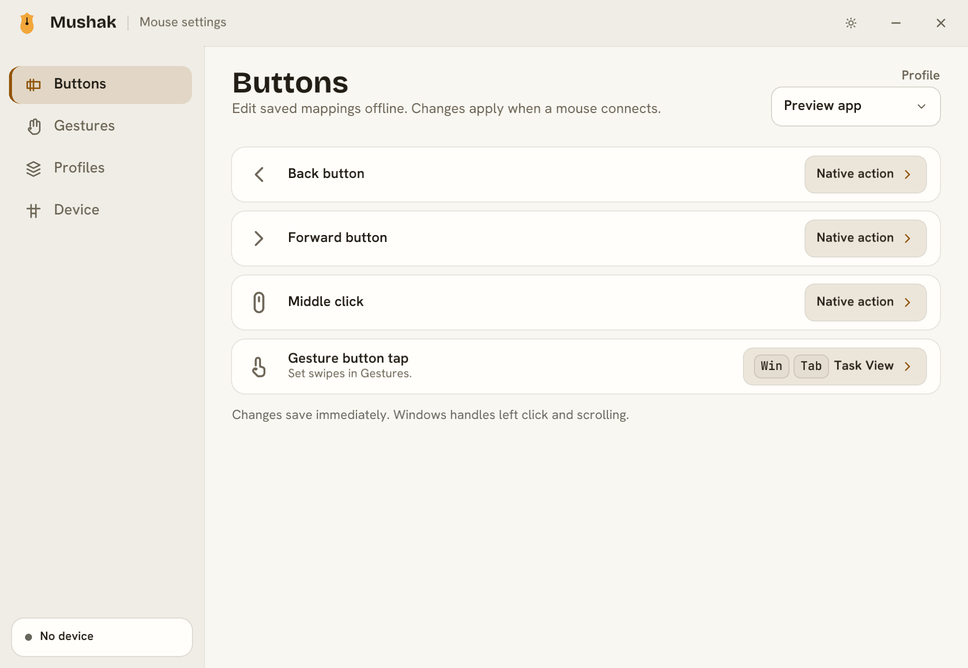 Mushak
Mouse settings
Buttons
Gestures
Profiles
Device
No device
Buttons
Edit saved mappings offline. Changes apply when a mouse connects.
Profile
Preview app
Back button
Native action
Forward button
Native action
Middle click
Native action
Gesture button tap
Set swipes in Gestures.
Win Tab Task View
Changes save immediately. Windows handles left click and scrolling.